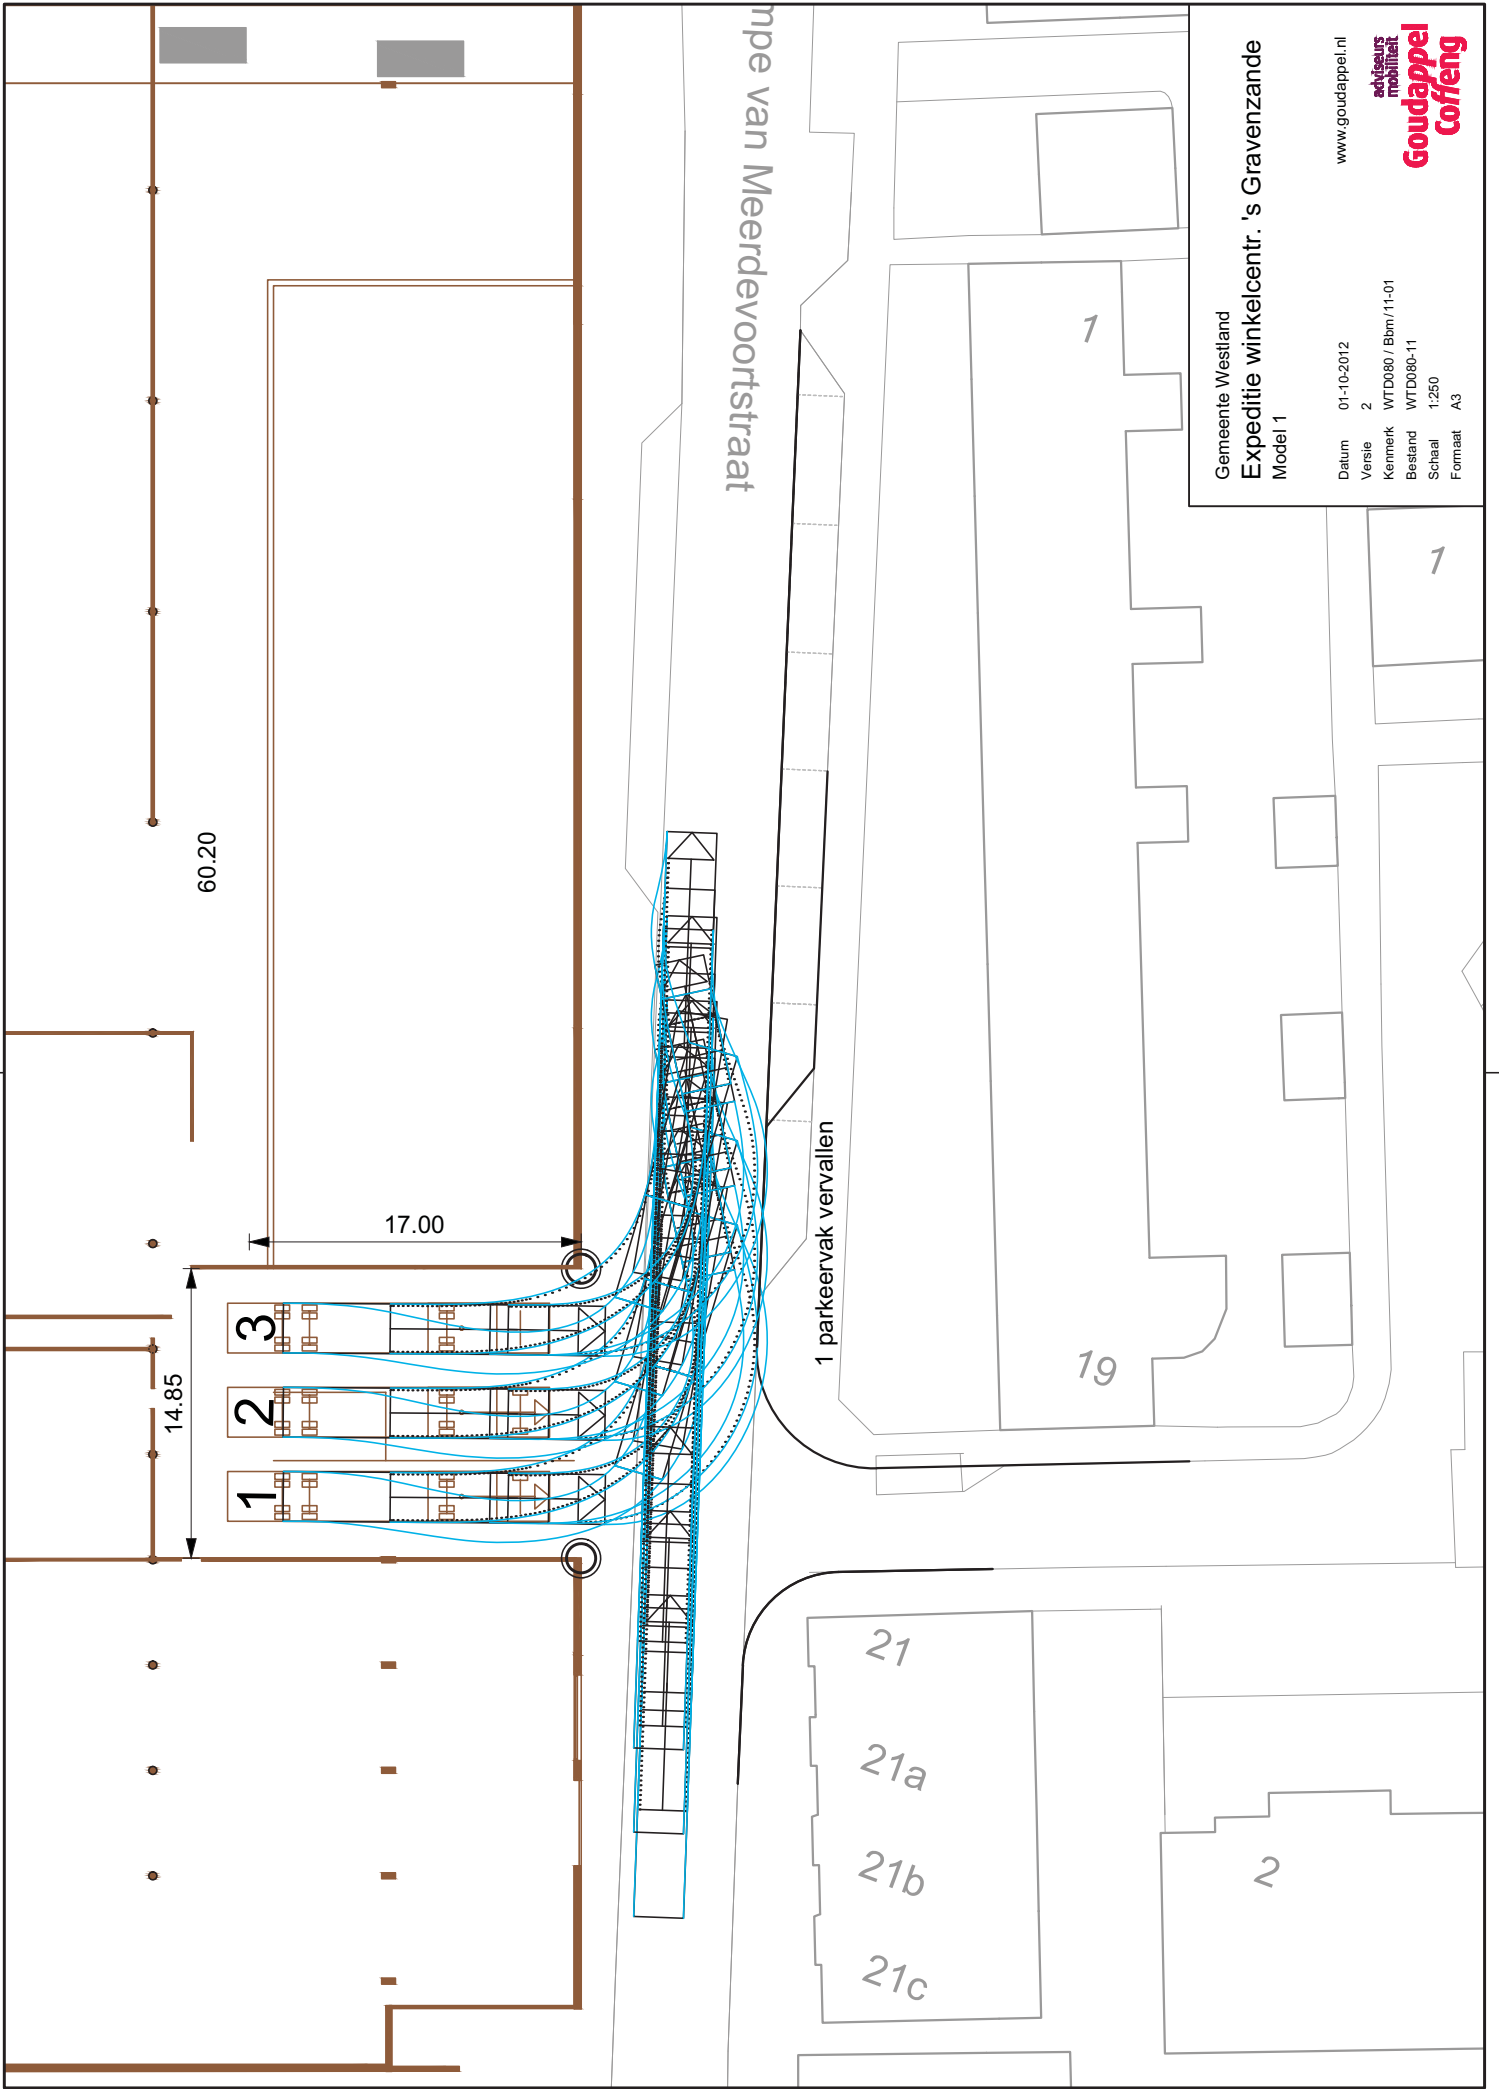 mpe van Meerdevoortstraat
60.20
17.00
14.85
3
2
1
1 parkeervak vervallen
1
1
19
21
21a
21b
21c
2
Gemeente Westland
Expeditie winkelcentr. 's Gravenzande
Model 1
Datum 01-10-2012
Versie 2
Kenmerk WTD080 / Bbm/11-01
Bestand WTD080-11
Schaal 1:250
Formaat A3
www.goudappel.nl
adviseurs
mobiliteit
Goudappel
Coffeng